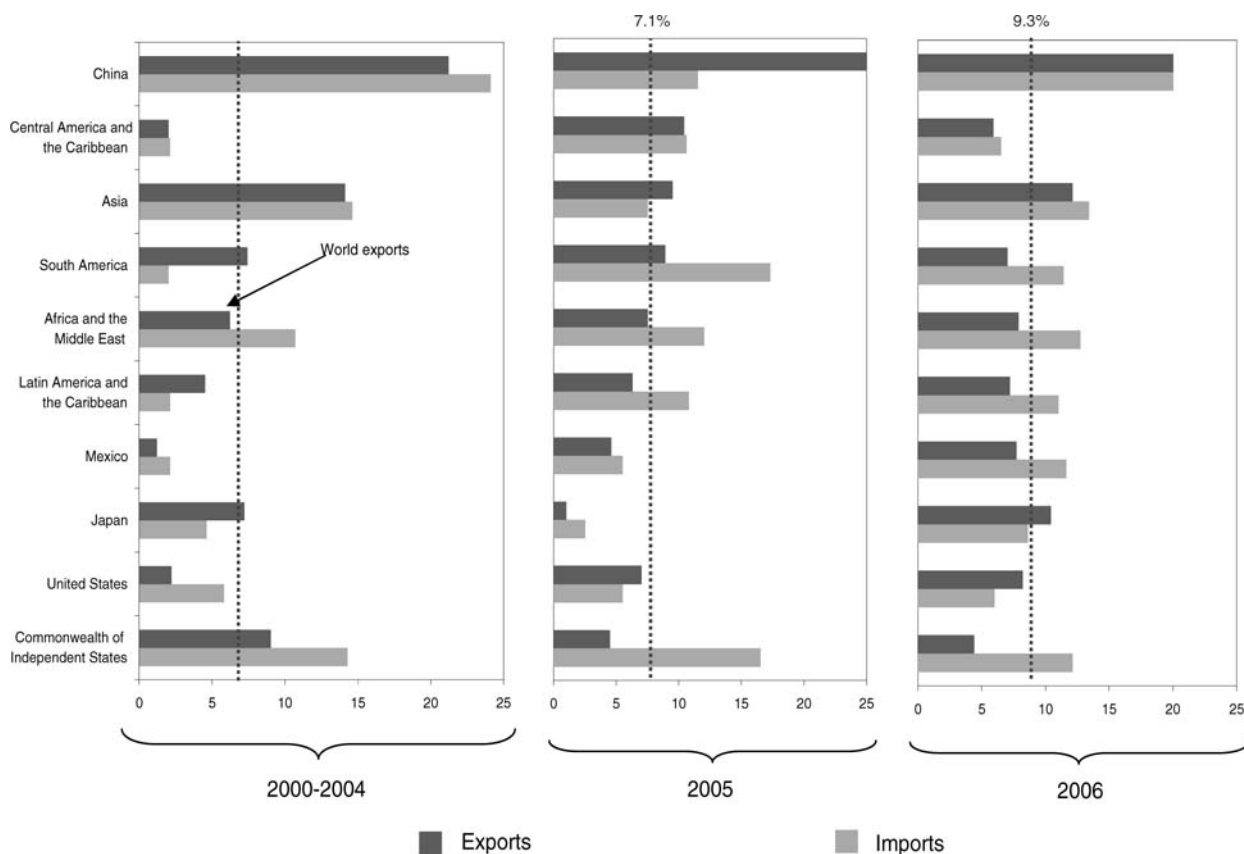 7.1%
9.3%
China
Central America and
the Caribbean
Asia
South America
World exports
Africa and the
Middle East
Latin America and
the Caribbean
Mexico
Japan
United States
Commonwealth of
Independent States
0 5 10 15 20 25
0 5 10 15 20 25
0 5 10 15 20 25
2000-2004
2005
2006
Exports
Imports